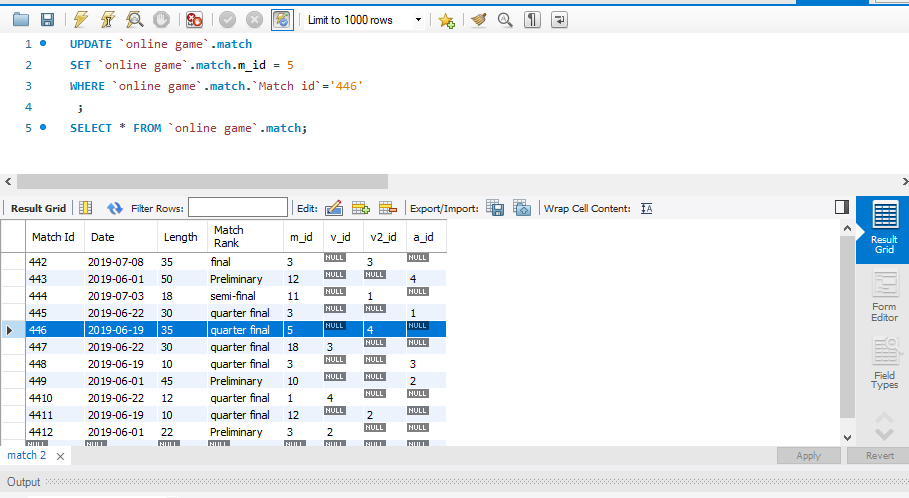 Limit to 1000 rows
1 UPDATE `online game`.match
2 SET `online game`.match.m_id = 5
3 WHERE `online game`.match.`Match id`='446'
4 ;
5 SELECT * FROM `online game`.match;
Result Grid Filter Rows: Edit: Export/Import: Wrap Cell Content: IA
Match Id Date Length Match Rank m_id v_id v2_id a_id
442 2019-07-08 35 final 3 NULL 3 NULL
443 2019-06-01 50 Preliminary 12 NULL NULL 4
444 2019-07-03 18 semi-final 11 NULL 1 NULL
445 2019-06-22 30 quarter final 3 NULL NULL 1
446 2019-06-19 35 quarter final 5 NULL 4 NULL
447 2019-06-22 30 quarter final 18 3 NULL NULL
448 2019-06-19 10 quarter final 3 NULL NULL 3
449 2019-06-01 45 Preliminary 10 NULL NULL 2
4410 2019-06-22 12 quarter final 1 4 NULL NULL
4411 2019-06-19 10 quarter final 12 NULL 2 NULL
4412 2019-06-01 22 Preliminary 3 2 NULL NULL
NULL NULL NULL NULL NULL NULL NULL NULL
Result Grid
Form Editor
Field Types
match 2 Apply Revert
Output